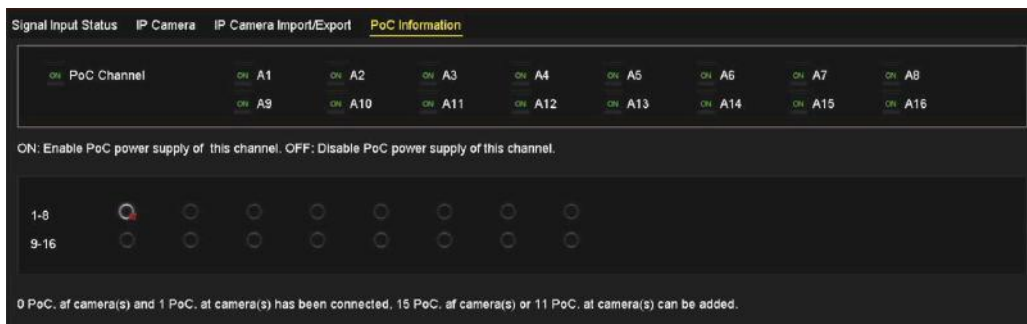 Signal Input Status IP Camera IP Camera Import/Export PoC Information
ON PoC Channel ON A1 ON A2 ON A3 ON A4 ON A5 ON A6 ON A7 ON A8
ON A9 ON A10 ON A11 ON A12 ON A13 ON A14 ON A15 ON A16
ON: Enable PoC power supply of this channel. OFF: Disable PoC power supply of this channel.
1-8
9-16
0 PoC. af camera(s) and 1 PoC. at camera(s) has been connected, 15 PoC. af camera(s) or 11 PoC. at camera(s) can be added.